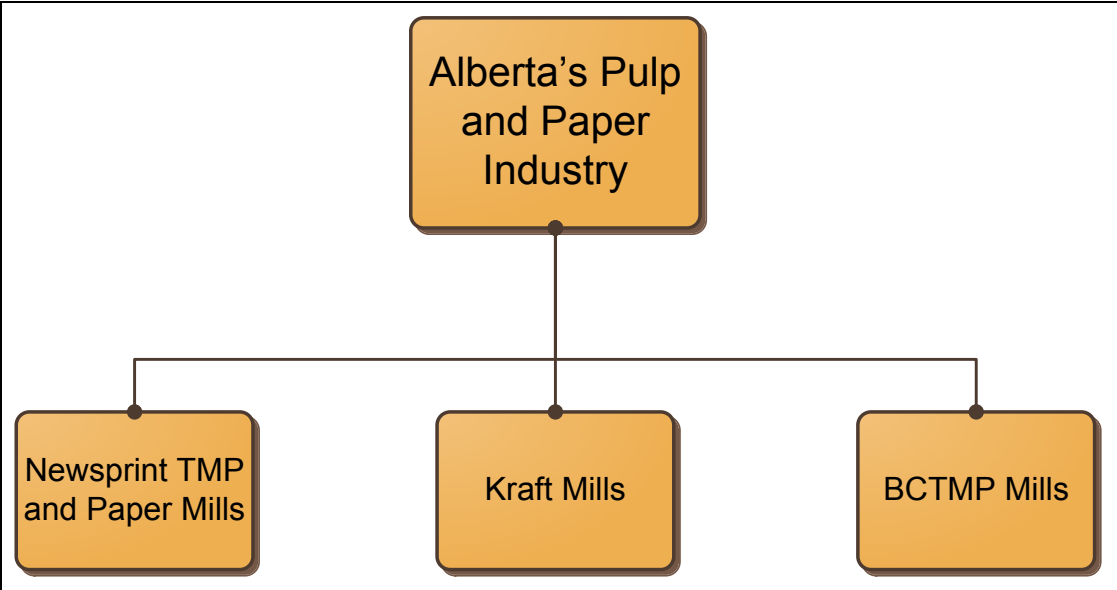 Alberta’s Pulp
and Paper
Industry
Newsprint TMP
and Paper Mills
Kraft Mills
BCTMP Mills